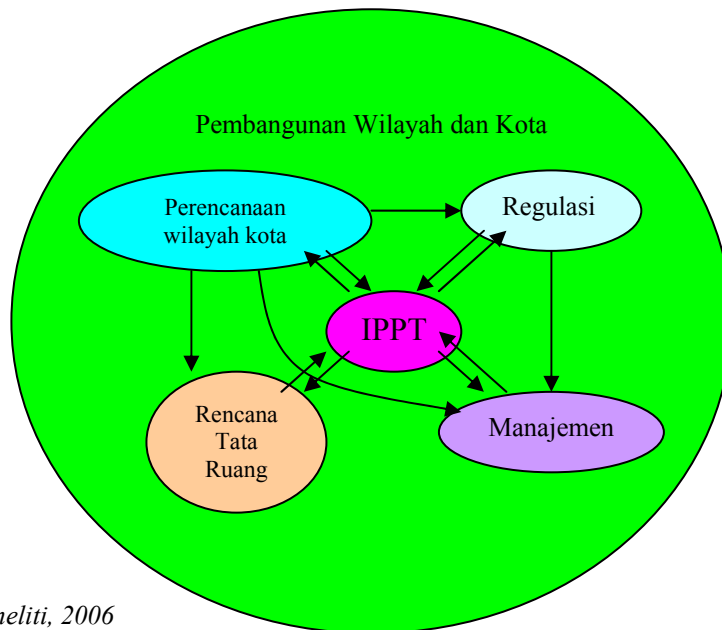 Pembangunan Wilayah dan Kota
Perencanaan
wilayah kota
Regulasi
IPPT
Rencana
Tata
Ruang
Manajemen
neliti, 2006